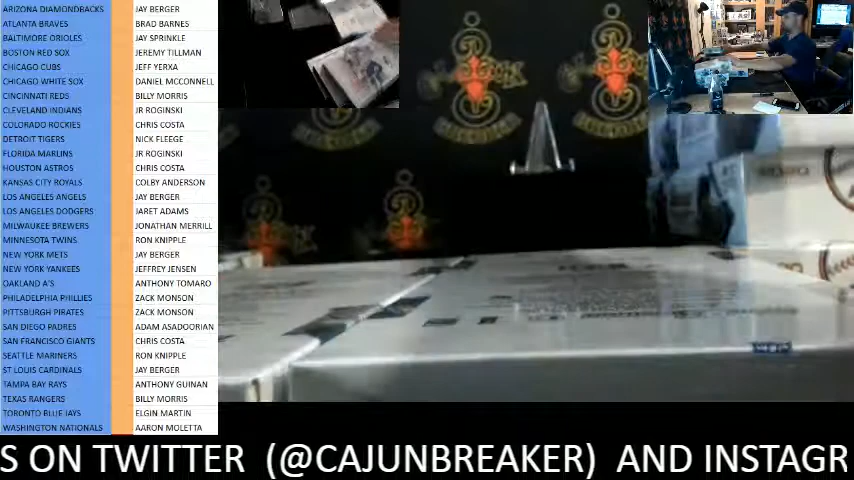 ARIZONA DIAMONDBACKS JAY BERGER
ATLANTA BRAVES BRAD BARNES
BALTIMORE ORIOLES JAY SPRINKLE
BOSTON RED SOX JEREMY TILLMAN
CHICAGO CUBS JEFF YERXA
CHICAGO WHITE SOX DANIEL MCCONNELL
CINCINNATI REDS BILLY MORRIS
CLEVELAND INDIANS JR ROGINSKI
COLORADO ROCKIES CHRIS COSTA
DETROIT TIGERS NICK FLEEGE
FLORIDA MARLINS JR ROGINSKI
HOUSTON ASTROS CHRIS COSTA
KANSAS CITY ROYALS COLBY ANDERSON
LOS ANGELES ANGELS JAY BERGER
LOS ANGELES DODGERS JARET ADAMS
MILWAUKEE BREWERS JONATHAN MERRILL
MINNESOTA TWINS RON KNIPPLE
NEW YORK METS JAY BERGER
NEW YORK YANKEES JEFFREY JENSEN
OAKLAND A'S ANTHONY TOMARO
PHILADELPHIA PHILLIES ZACK MONSON
PITTSBURGH PIRATES ZACK MONSON
SAN DIEGO PADRES ADAM ASADOORIAN
SAN FRANCISCO GIANTS CHRIS COSTA
SEATTLE MARINERS RON KNIPPLE
ST LOUIS CARDINALS JAY BERGER
TAMPA BAY RAYS ANTHONY GUINAN
TEXAS RANGERS BILLY MORRIS
TORONTO BLUE JAYS ELGIN MARTIN
WASHINGTON NATIONALS AARON MOLETTA
S ON TWITTER (@CAJUNBREAKER) AND INSTAGR